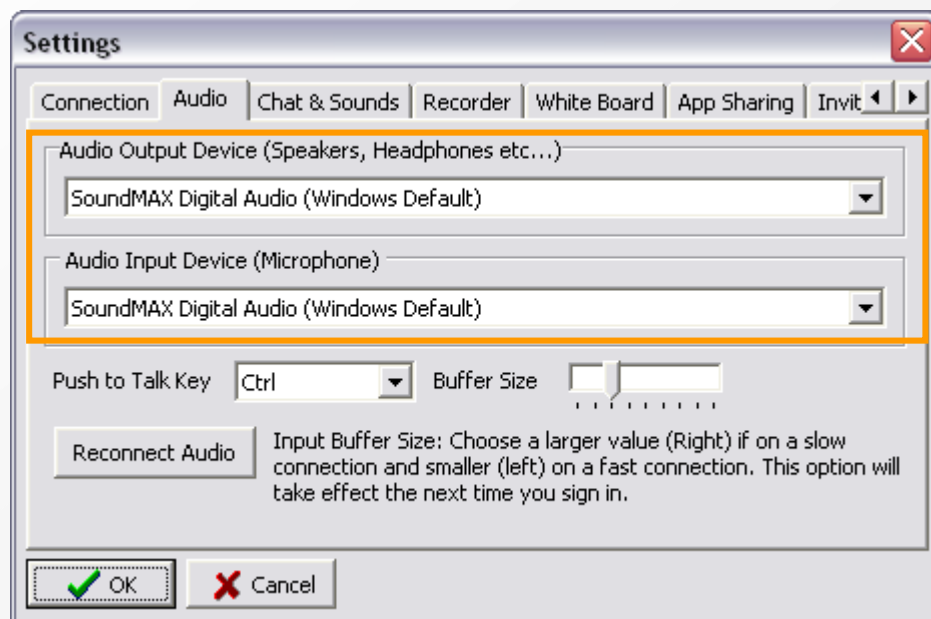 Settings
Connection Audio Chat & Sounds Recorder White Board App Sharing Invit
Audio Output Device (Speakers, Headphones etc...)
SoundMAX Digital Audio (Windows Default)
Audio Input Device (Microphone)
SoundMAX Digital Audio (Windows Default)
Push to Talk Key Ctrl Buffer Size
Reconnect Audio
Input Buffer Size: Choose a larger value (Right) if on a slow
connection and smaller (left) on a fast connection. This option will
take effect the next time you sign in.
OK Cancel